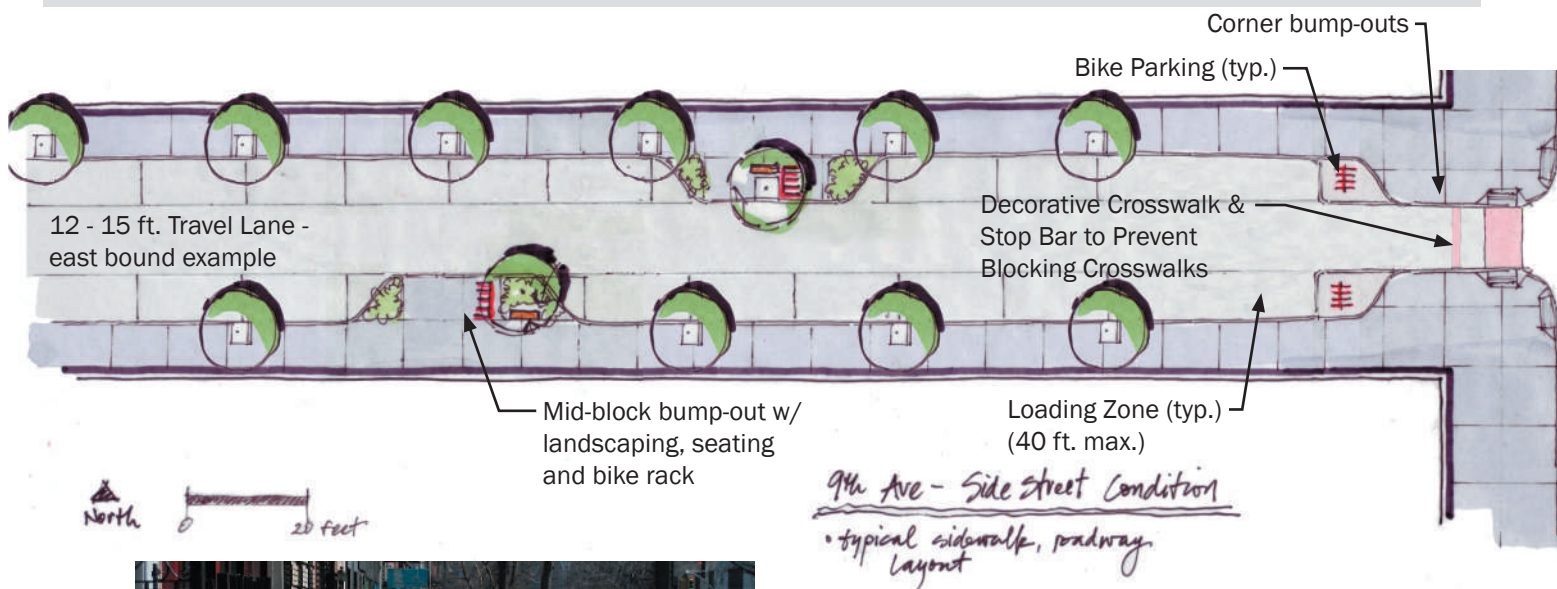 Corner bump-outs
Bike Parking (typ.)
12 - 15 ft. Travel Lane -
east bound example
Decorative Crosswalk &
Stop Bar to Prevent
Blocking Crosswalks
Mid-block bump-out w/
landscaping, seating
and bike rack
Loading Zone (typ.)
(40 ft. max.)
North
0 20 feet
9th Ave - Side Street Condition
• typical sidewalk, roadway
layout